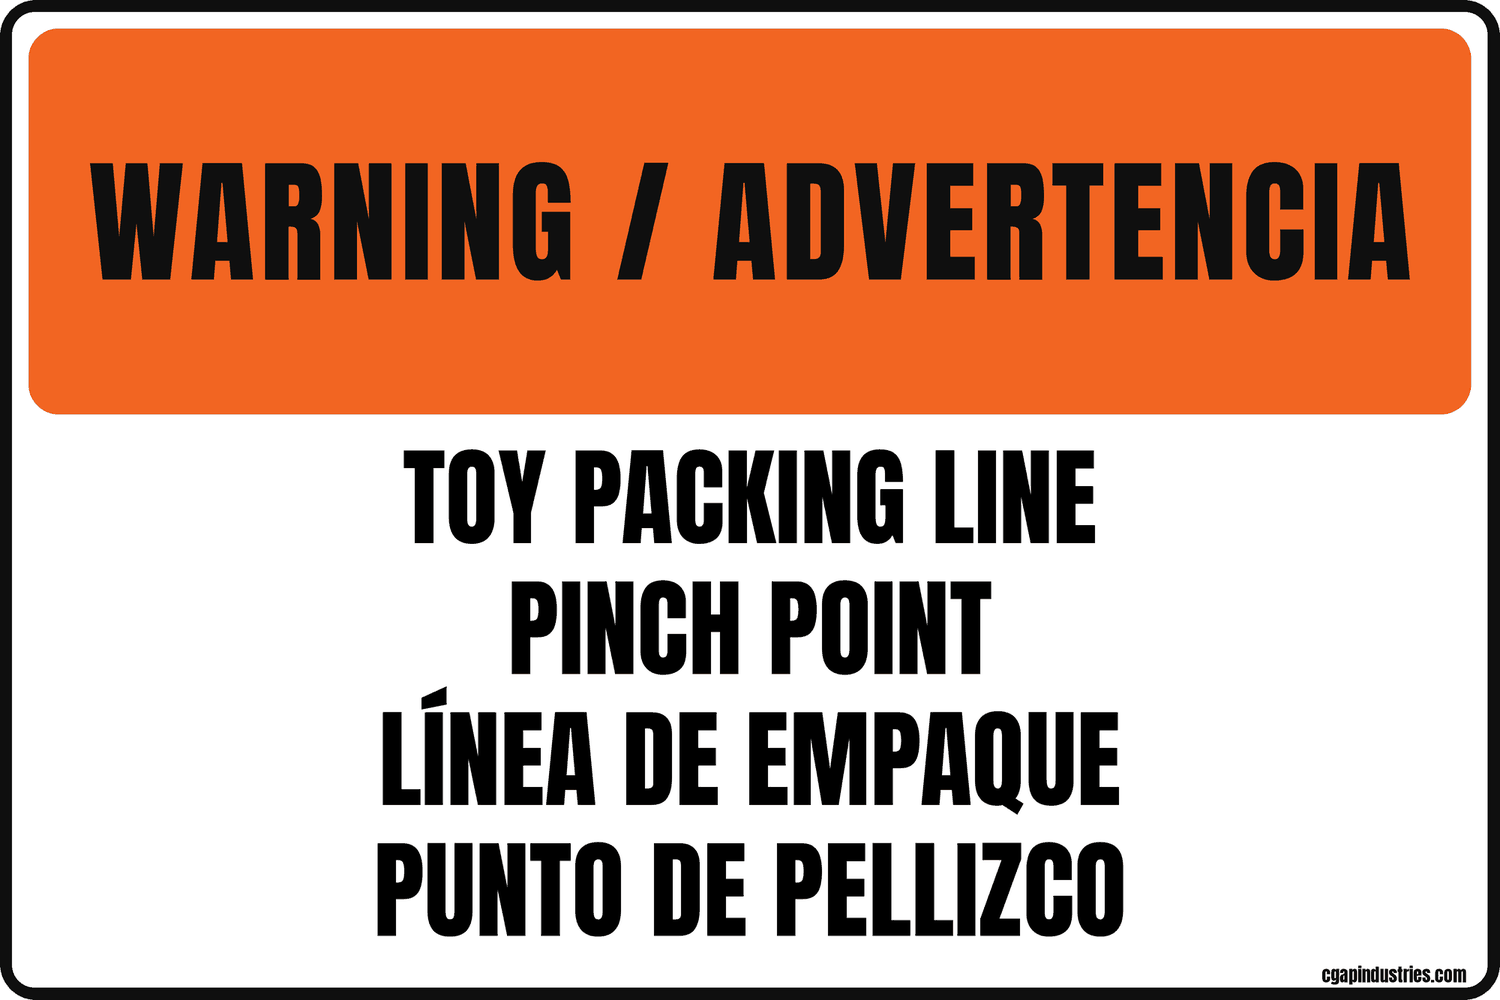 WARNING / ADVERTENCIA
TOY PACKING LINE
PINCH POINT
LÍNEA DE EMPAQUE
PUNTO DE PELLIZCO
cgapindustries.com